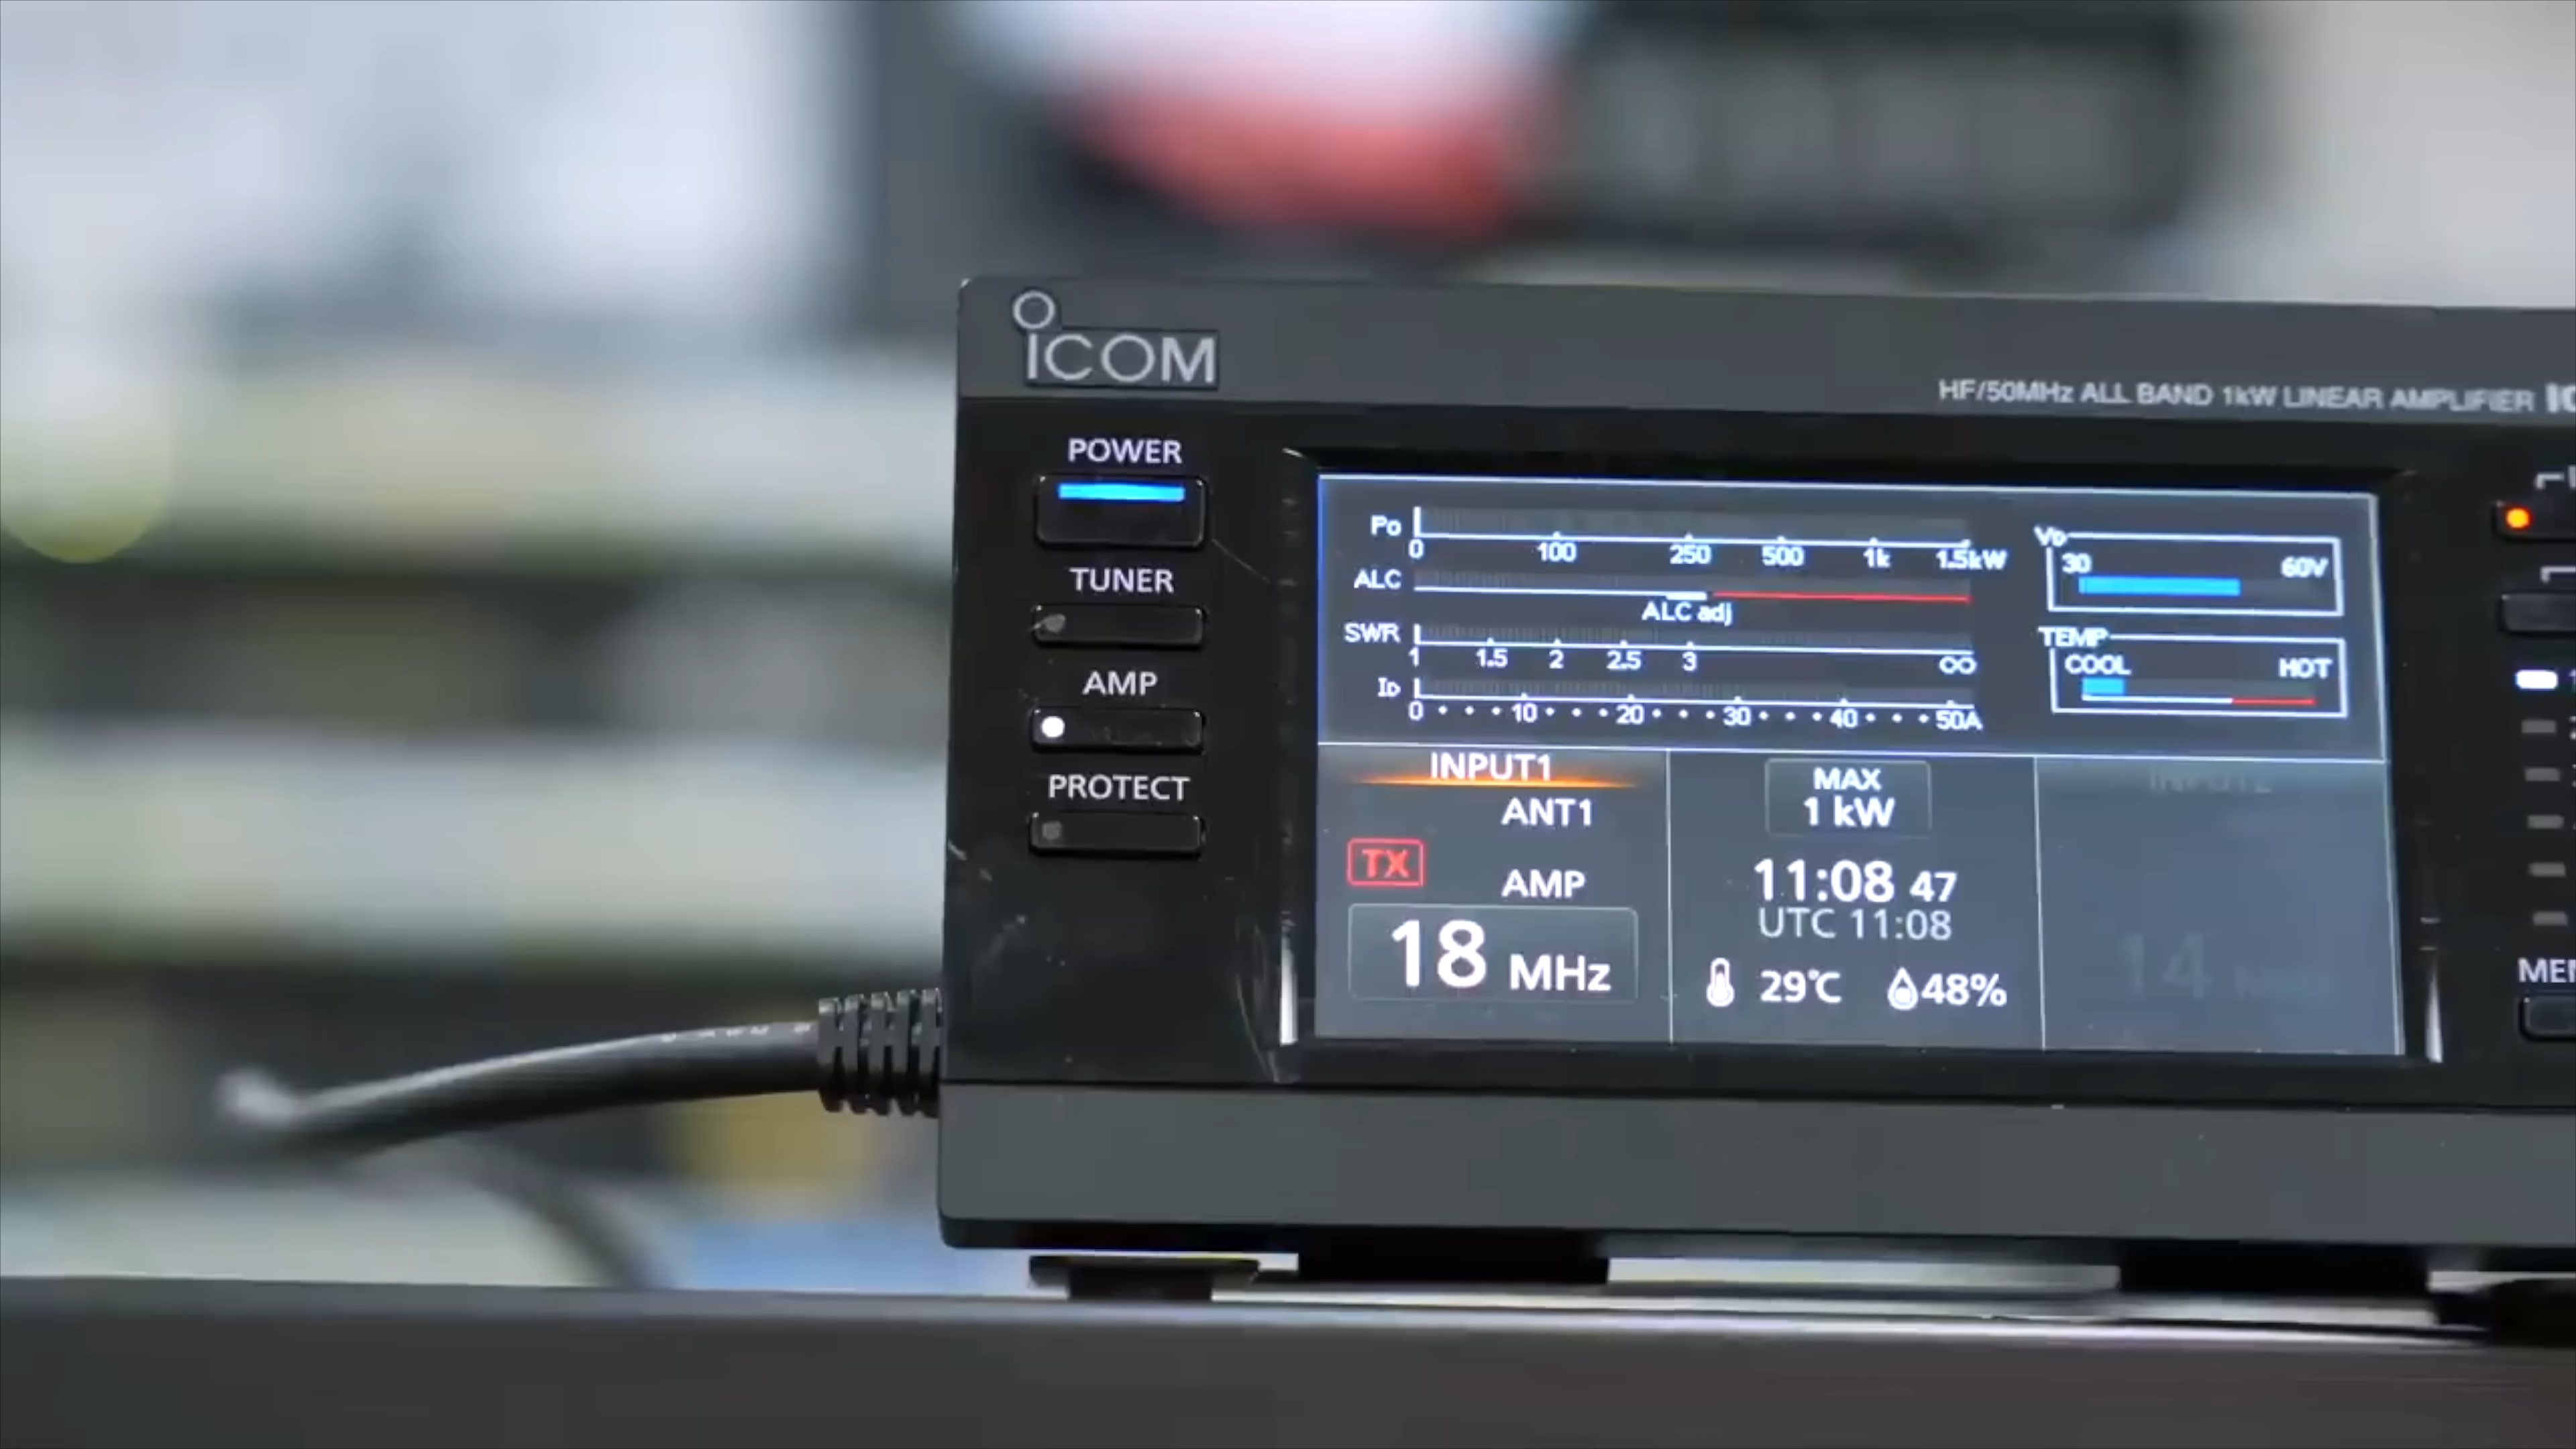 ICOM
HF/50MHz ALL BAND 1kW LINEAR AMPLIFIER
POWER
TUNER
AMP
PROTECT
Po
0 100 250 500 1k 1.5kW
ALC
ALC adj
SWR
1 1.5 2 2.5 3 ∞
ID
0 10 20 30 40 50A
VD
30 60V
TEMP
COOL HOT
INPUT1
ANT1
TX
AMP
18 MHz
MAX
1 kW
11:08 47
UTC 11:08
29℃ 48%
INPUT2
14